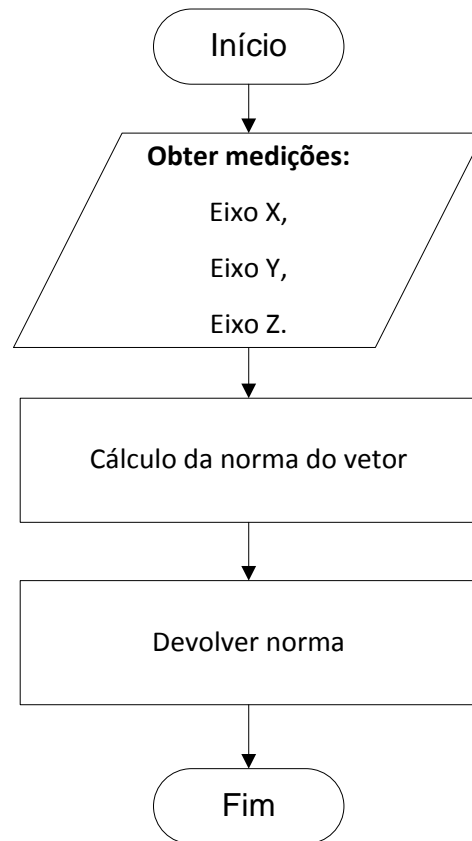 Início
Obter medições:
Eixo X,
Eixo Y,
Eixo Z.
Cálculo da norma do vetor
Devolver norma
Fim